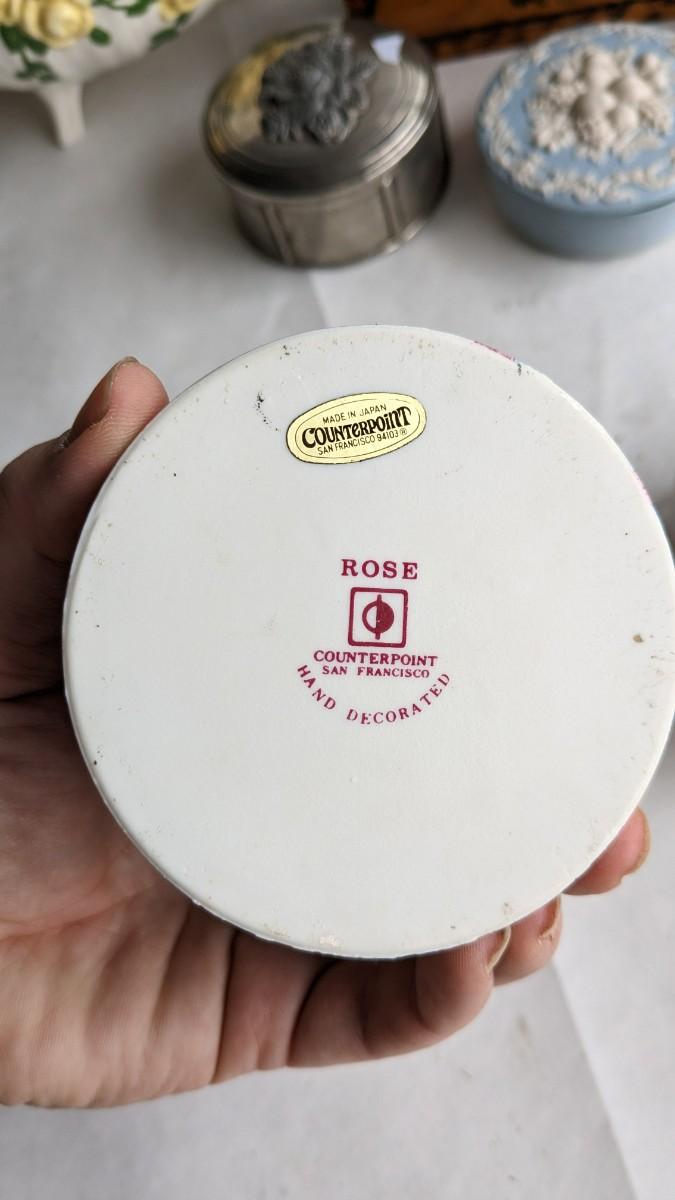 MADE IN JAPAN
COUNTERPOINT
SAN FRANCISCO 94103 ®
ROSE
COUNTERPOINT
SAN FRANCISCO
HAND DECORATED